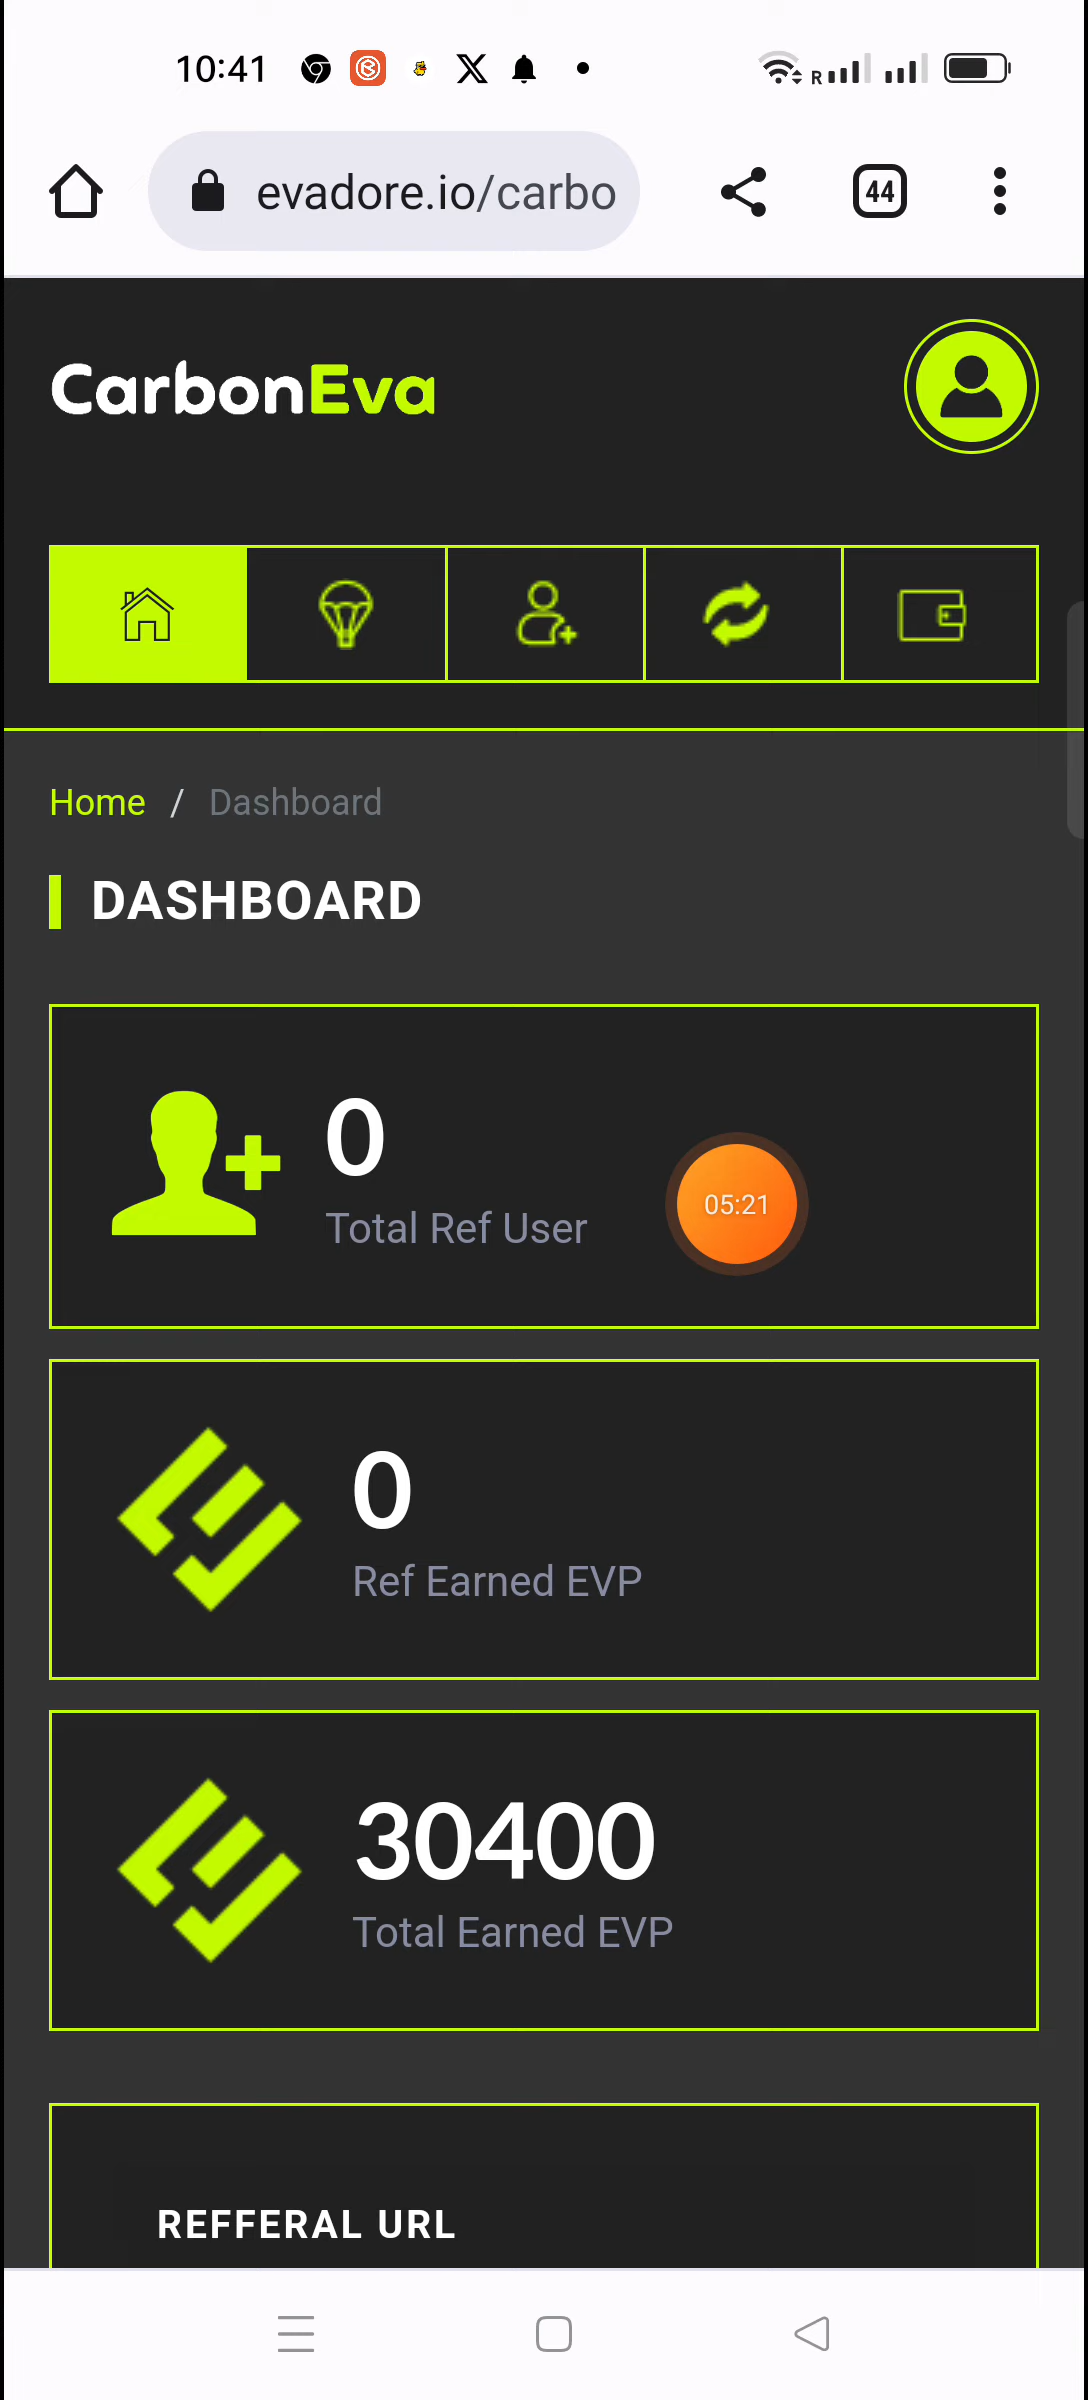 10:41
R
evadore.io/carbo
44
CarbonEva
Home / Dashboard
DASHBOARD
0
Total Ref User
05:21
0
Ref Earned EVP
30400
Total Earned EVP
REFFERAL URL